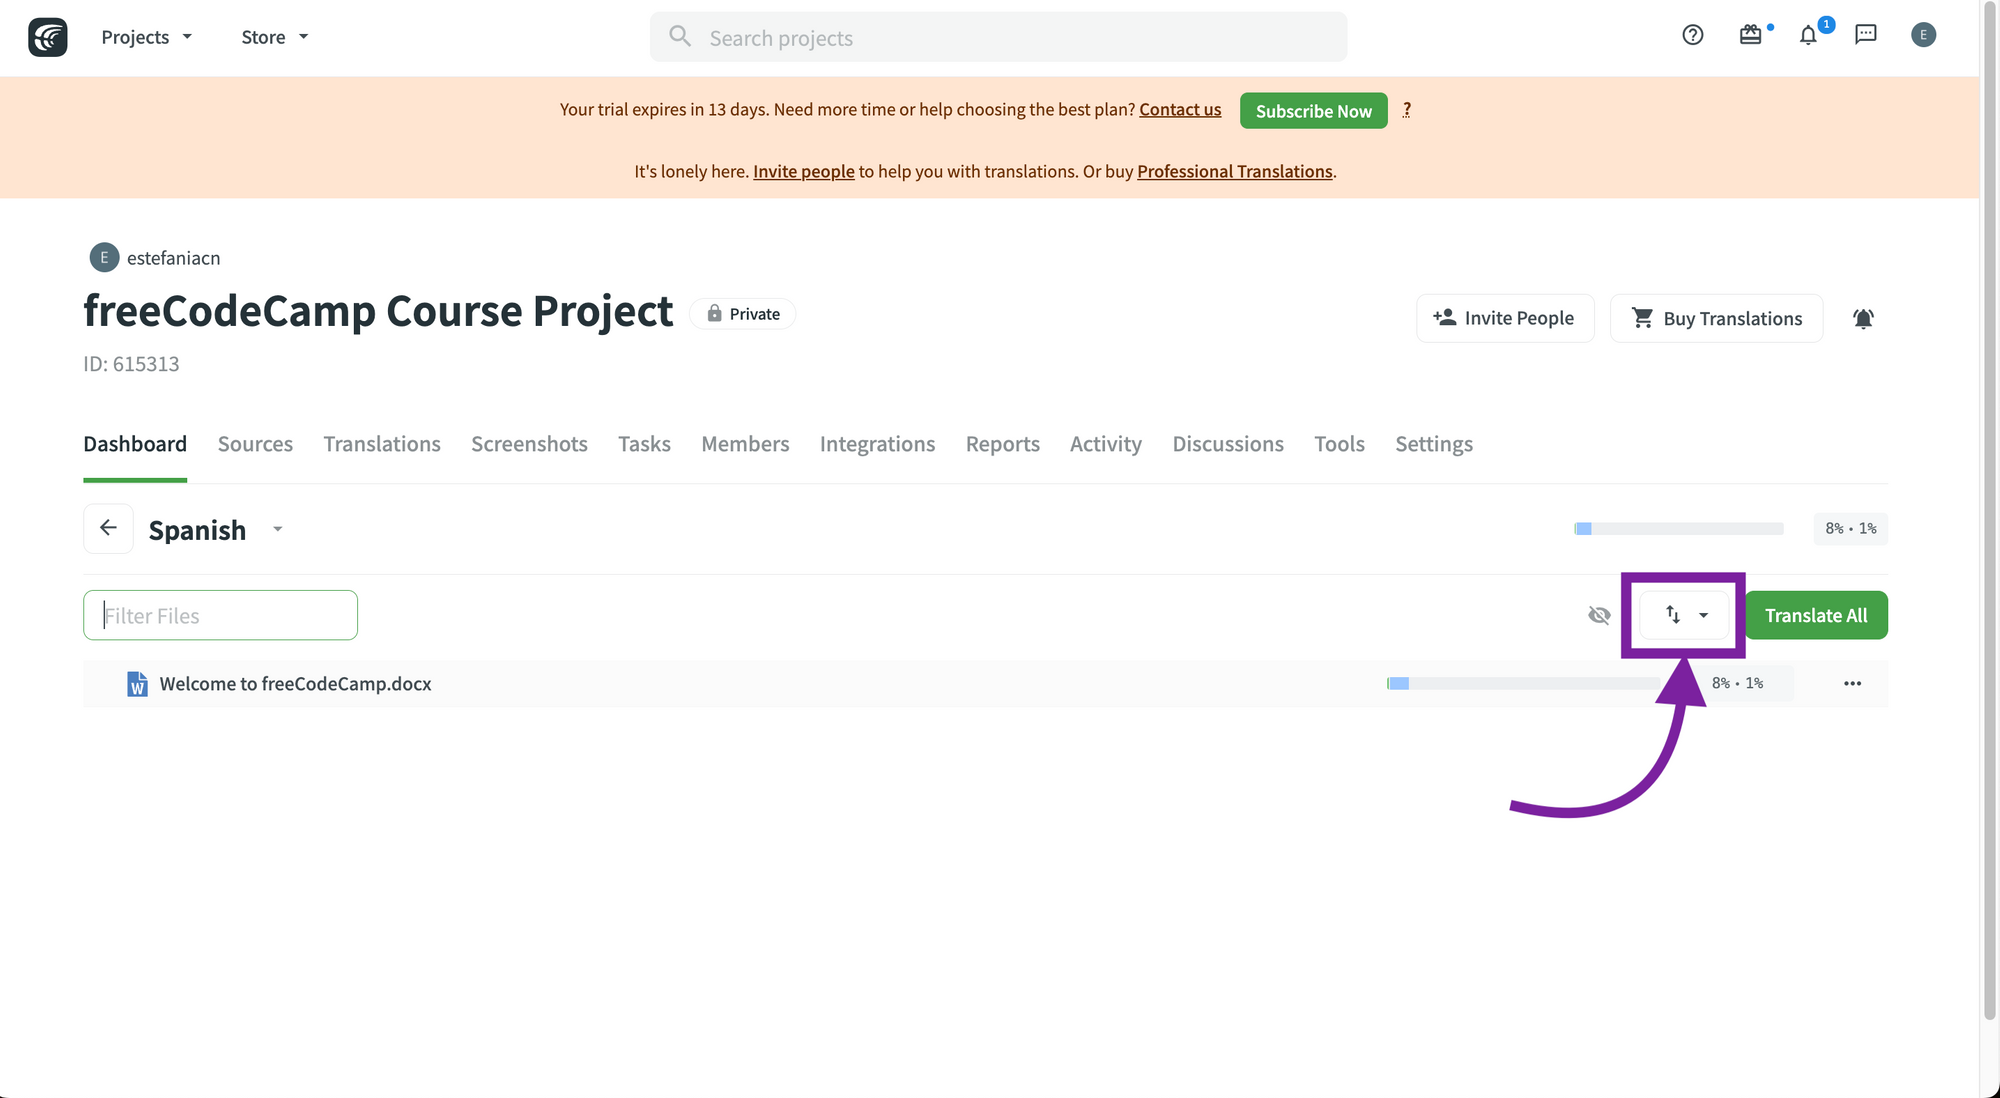 Projects Store Search projects 1 E
Your trial expires in 13 days. Need more time or help choosing the best plan? Contact us Subscribe Now ?
It's lonely here. Invite people to help you with translations. Or buy Professional Translations.
E estefaniacn
freeCodeCamp Course Project Private Invite People Buy Translations
ID: 615313
Dashboard Sources Translations Screenshots Tasks Members Integrations Reports Activity Discussions Tools Settings
Spanish 8% • 1%
Filter Files Translate All
W Welcome to freeCodeCamp.docx 8% • 1%